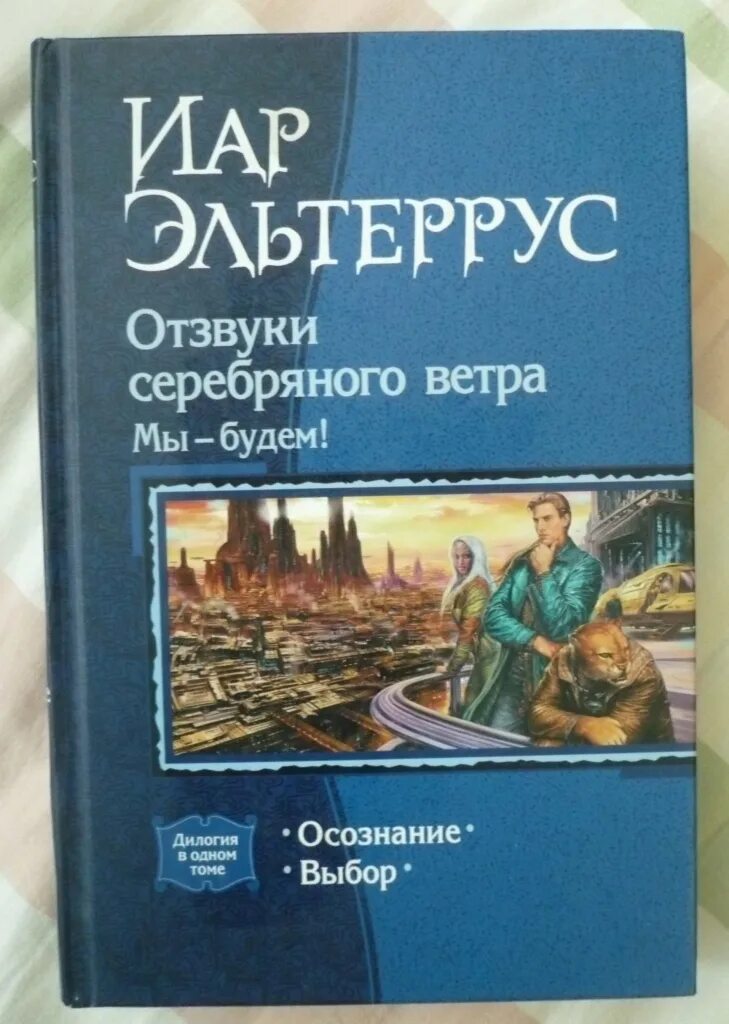 Иар
Эльтеррус
Отзвуки
серебряного ветра
Мы – будем!
Дилогия
в одном
томе
• Осознание •
• Выбор •